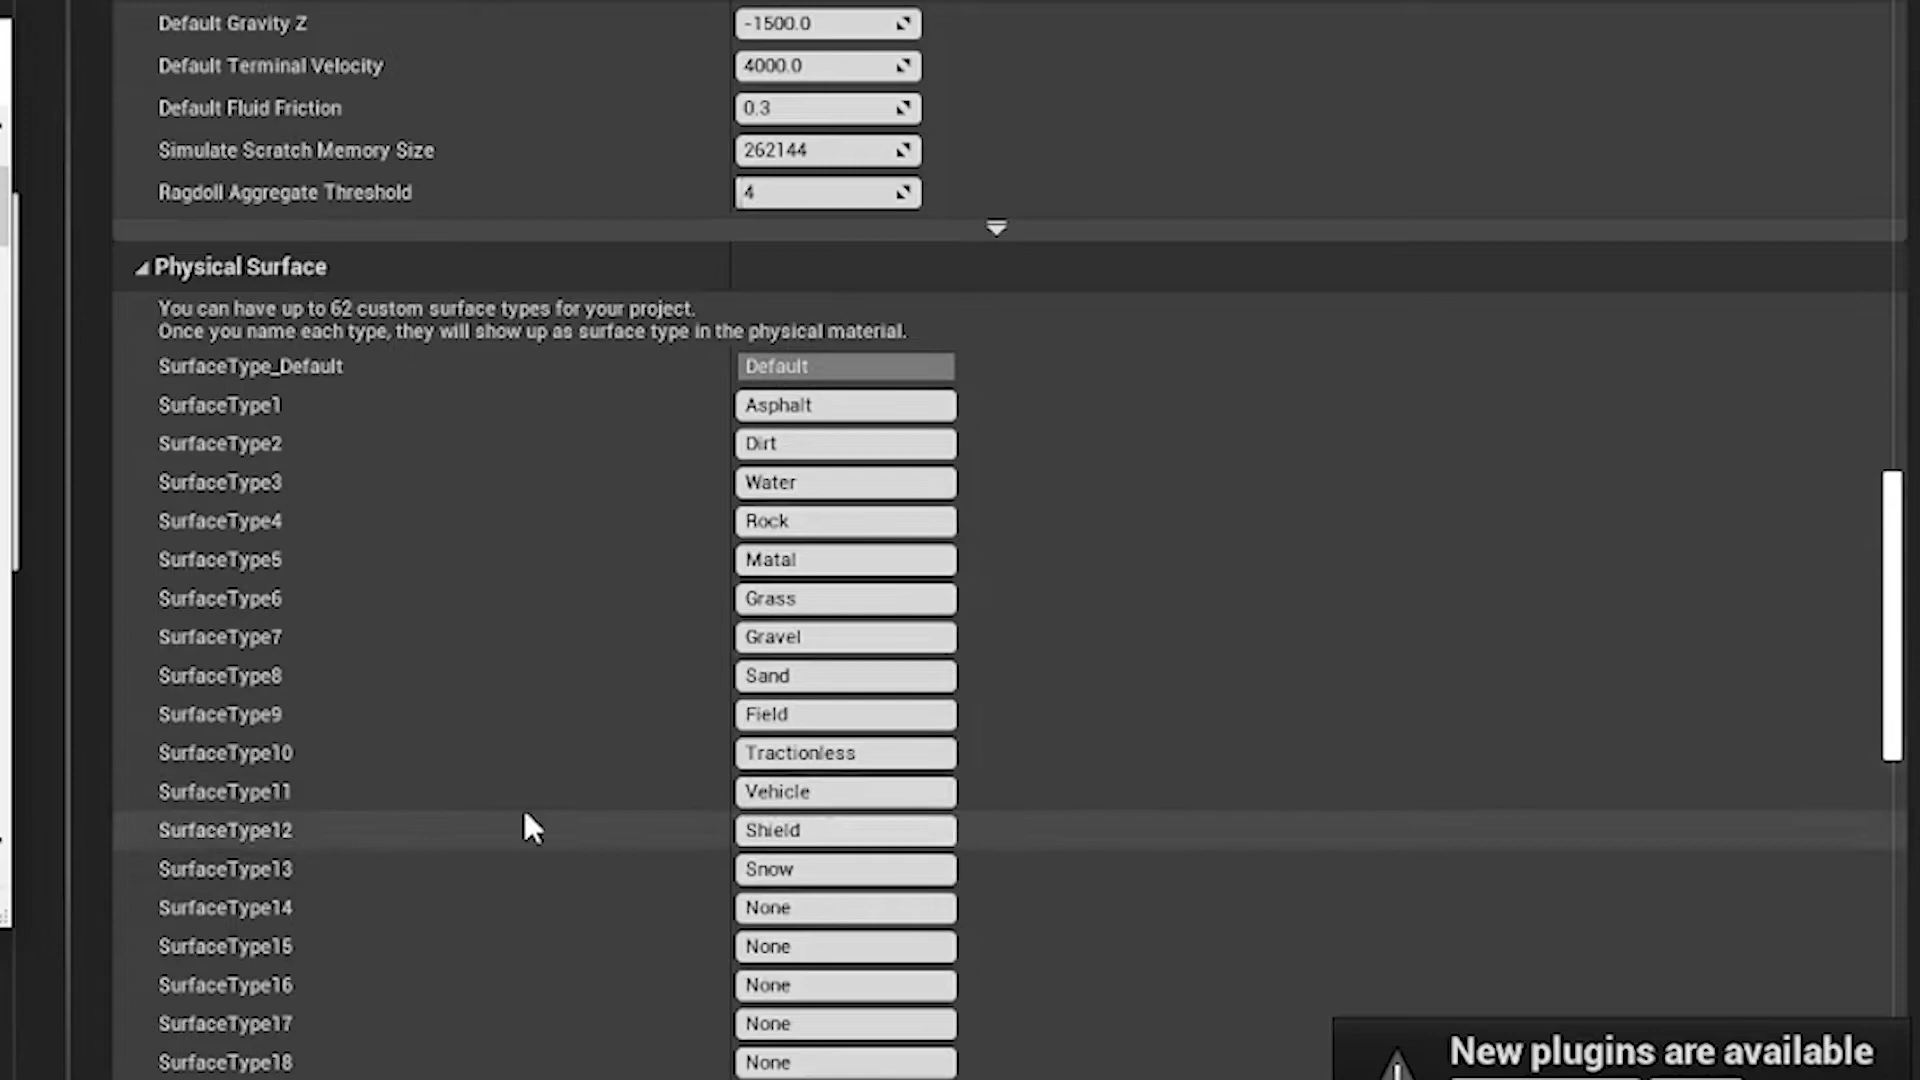 Default Gravity Z -1500.0
Default Terminal Velocity 4000.0
Default Fluid Friction 0.3
Simulate Scratch Memory Size 262144
Ragdoll Aggregate Threshold 4
Physical Surface
You can have up to 62 custom surface types for your project.
Once you name each type, they will show up as surface type in the physical material.
SurfaceType_Default Default
SurfaceType1 Asphalt
SurfaceType2 Dirt
SurfaceType3 Water
SurfaceType4 Rock
SurfaceType5 Matal
SurfaceType6 Grass
SurfaceType7 Gravel
SurfaceType8 Sand
SurfaceType9 Field
SurfaceType10 Tractionless
SurfaceType11 Vehicle
SurfaceType12 Shield
SurfaceType13 Snow
SurfaceType14 None
SurfaceType15 None
SurfaceType16 None
SurfaceType17 None
SurfaceType18 None
New plugins are available